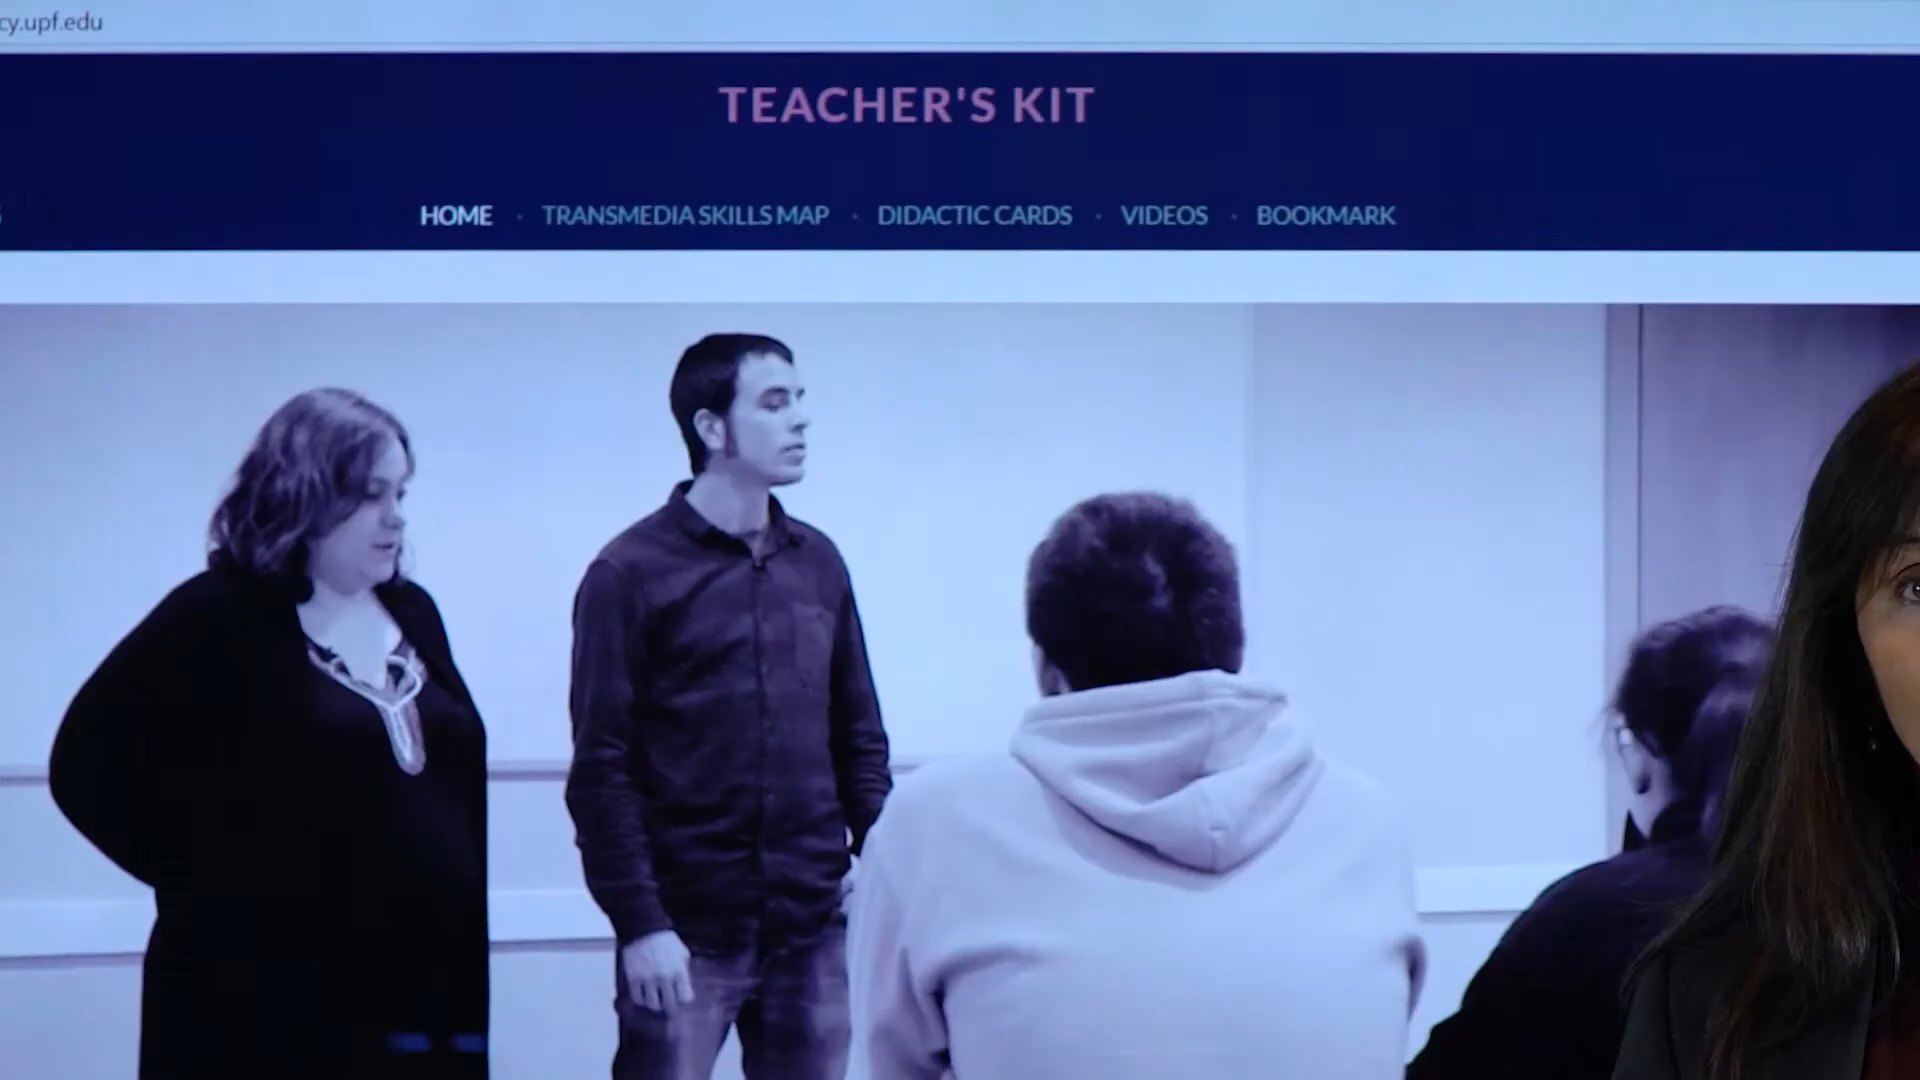 cy.upf.edu
TEACHER'S KIT
HOME · TRANSMEDIA SKILLS MAP · DIDACTIC CARDS · VIDEOS · BOOKMARK